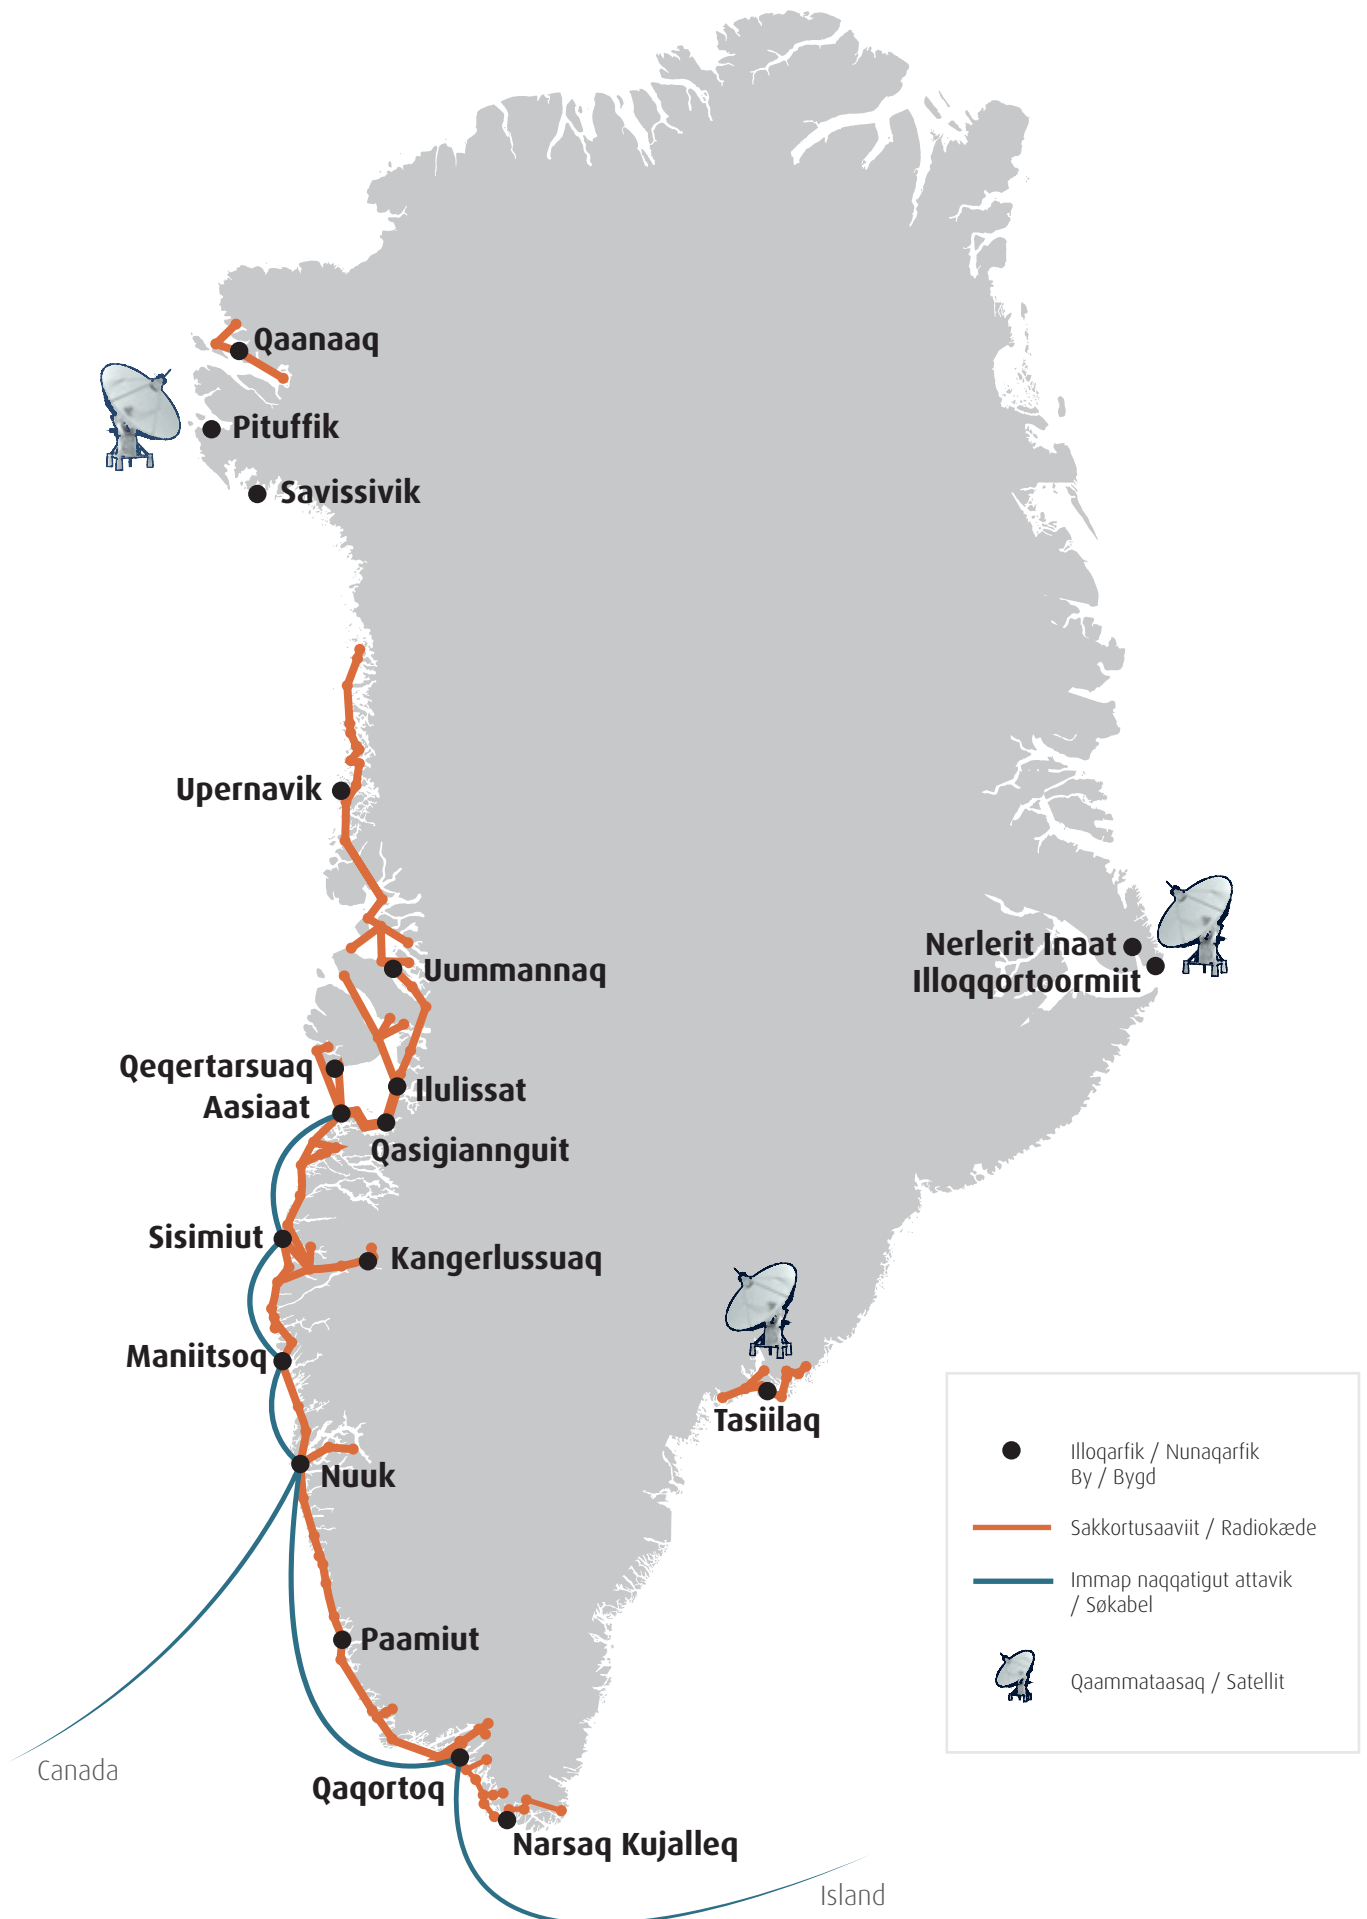 Qaanaaq
Pituffik
Savissivik
Upernavik
Nerlerit Inaat
Uummannaq
Illoqqortoormiit
Qeqertarsuaq
Ilulissat
Aasiaat
Qasigiannguit
Sisimiut
Kangerlussuaq
Maniitsoq
Tasiilaq
Nuuk
Paamiut
Canada
Qaqortoq
Narsaq Kujalleq
Island
Illoqarfik / Nunaqarfik
By / Bygd
Sakkortusaaviit / Radiokæde
Immap naqqatigut attavik
/ Søkabel
Qaammataasaq / Satellit